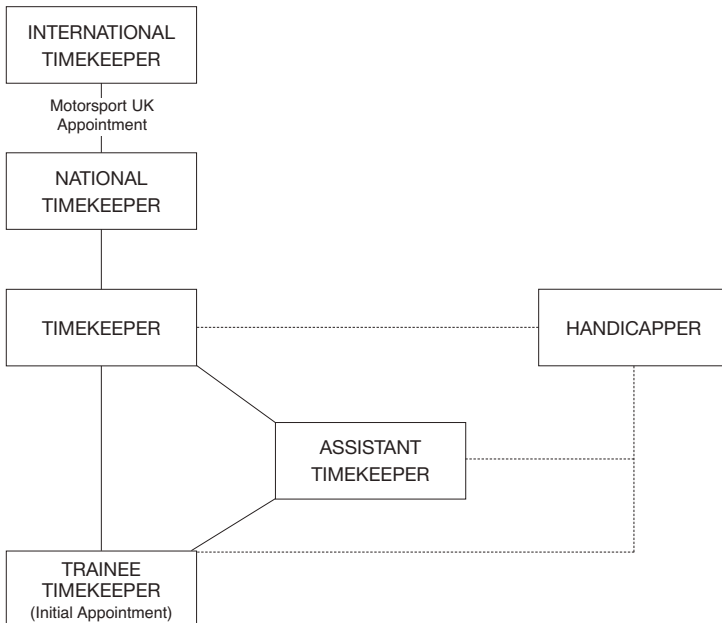 INTERNATIONAL
TIMEKEEPER
Motorsport UK
Appointment
NATIONAL
TIMEKEEPER
TIMEKEEPER
HANDICAPPER
ASSISTANT
TIMEKEEPER
TRAINEE
TIMEKEEPER
(Initial Appointment)